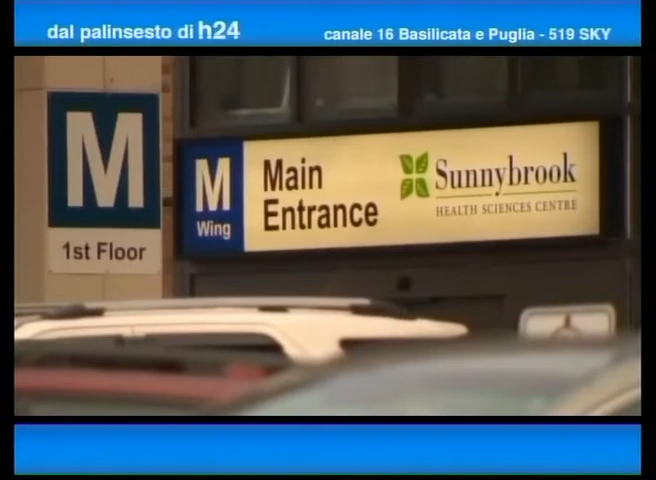 dal palinsesto di h24
canale 16 Basilicata e Puglia - 519 SKY
M
1st Floor
M
Wing
Main
Entrance
Sunnybrook
HEALTH SCIENCES CENTRE